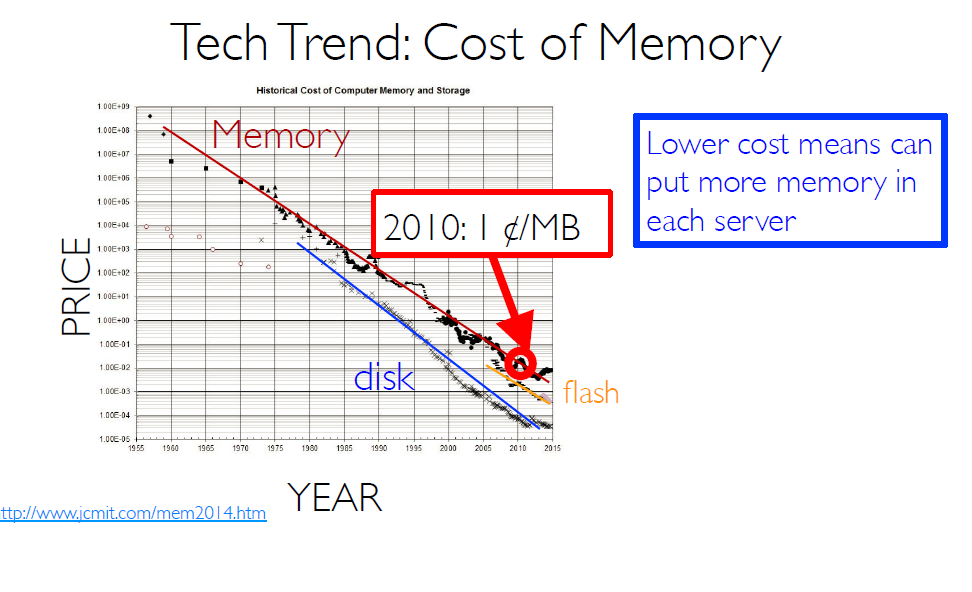 Tech Trend: Cost of Memory
Historical Cost of Computer Memory and Storage
1.00E+09
1.00E+08
1.00E+07
1.00E+06
1.00E+05
1.00E+04
1.00E+03
1.00E+02
1.00E+01
1.00E+00
1.00E-01
1.00E-02
1.00E-03
1.00E-04
1.00E-05
PRICE
Memory
2010: 1 ¢/MB
disk
flash
1955 1960 1965 1970 1975 1980 1985 1990 1995 2000 2005 2010 2015
YEAR
Lower cost means can
put more memory in
each server
ttp://www.jcmit.com/mem2014.htm